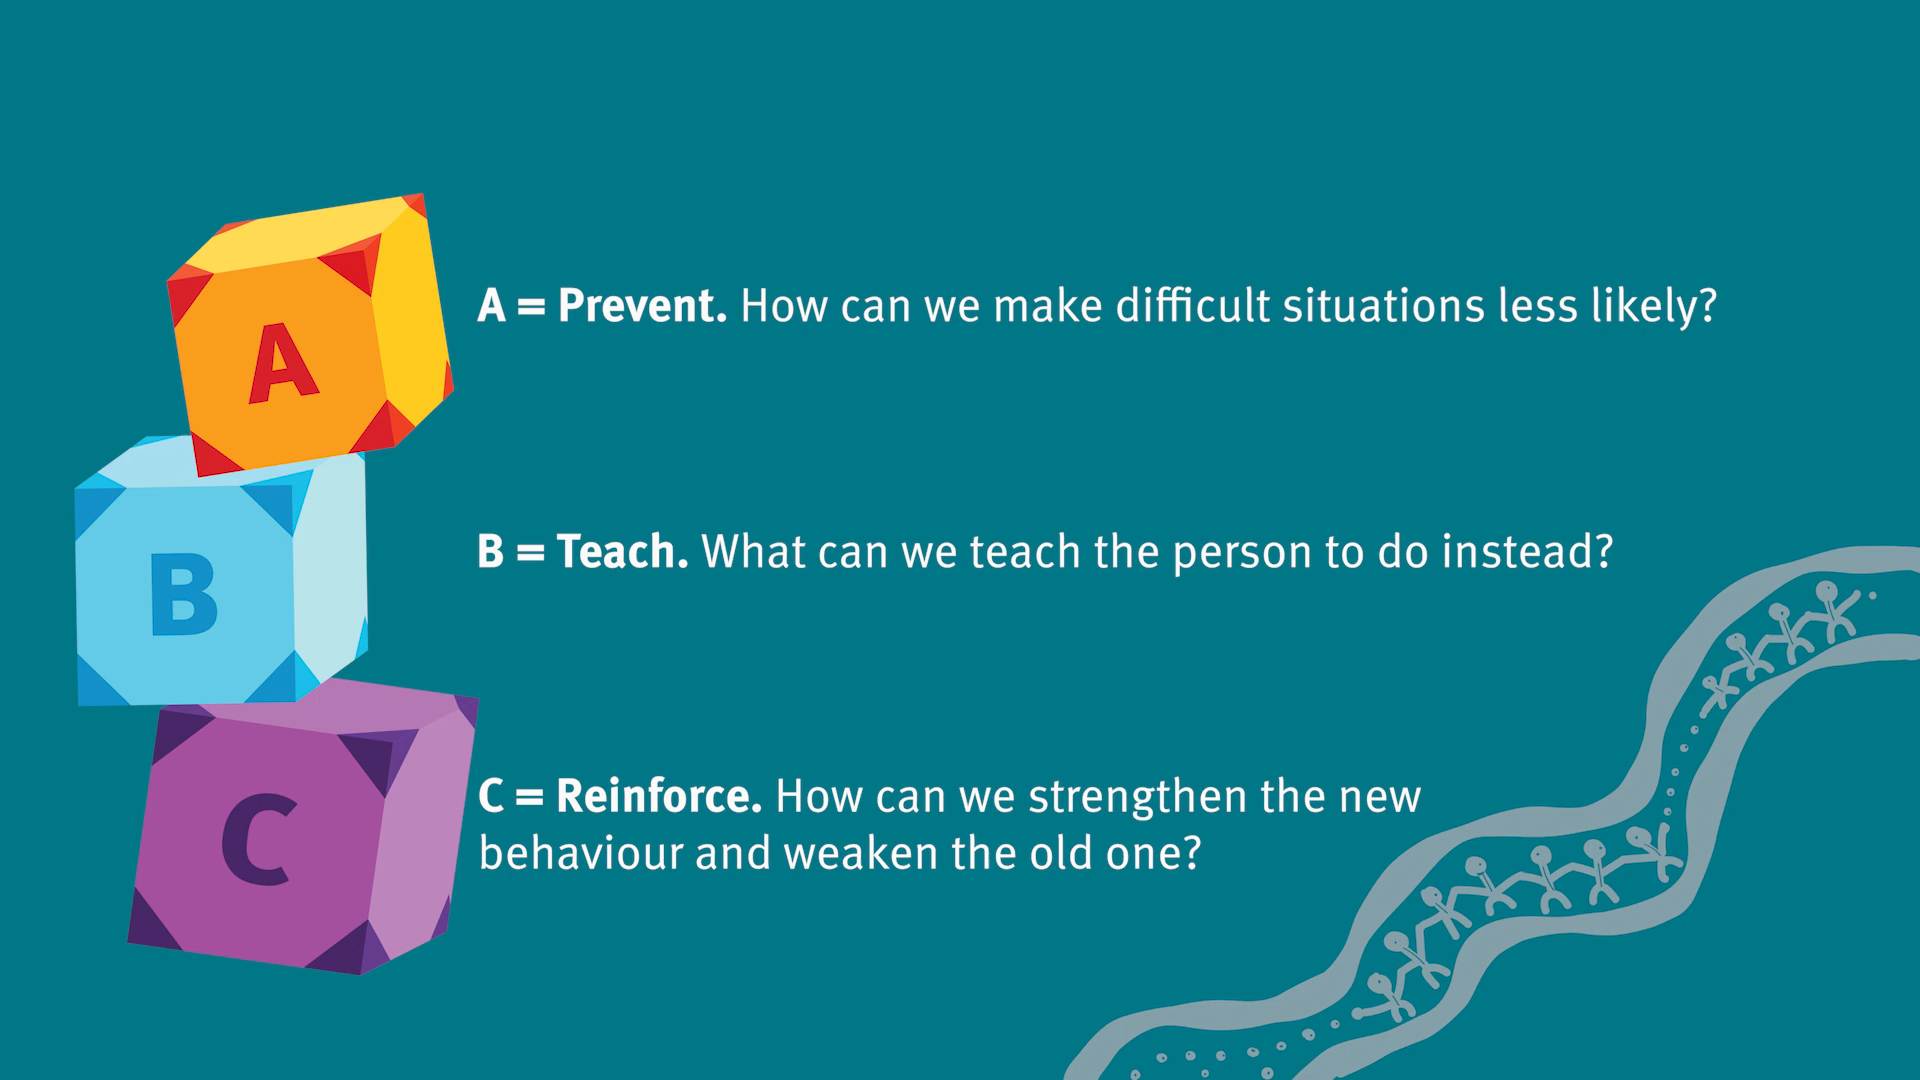 A
A = Prevent. How can we make difficult situations less likely?
B
B = Teach. What can we teach the person to do instead?
C
C = Reinforce. How can we strengthen the new
behaviour and weaken the old one?